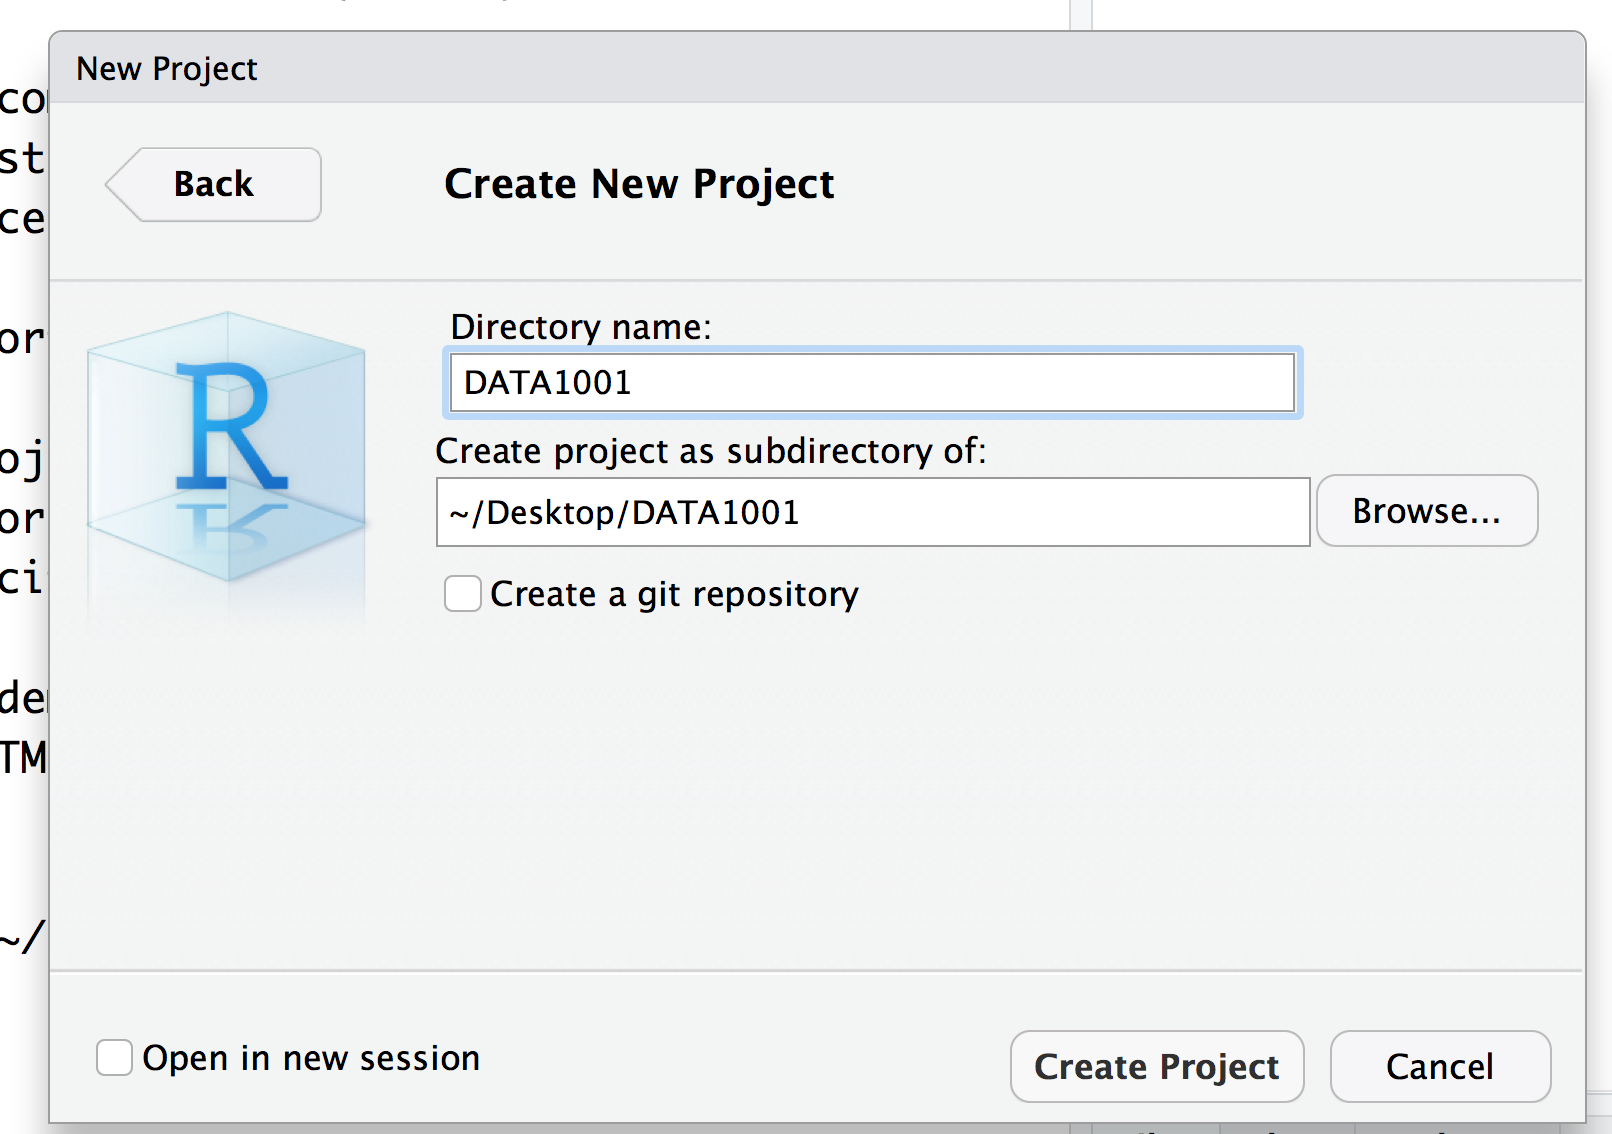 New Project
Back
Create New Project
R
Directory name:
DATA1001
Create project as subdirectory of:
~/Desktop/DATA1001
Browse...
Create a git repository
Open in new session
Create Project
Cancel
co
st
ce
or
oj
or
ci
de
TM
~/